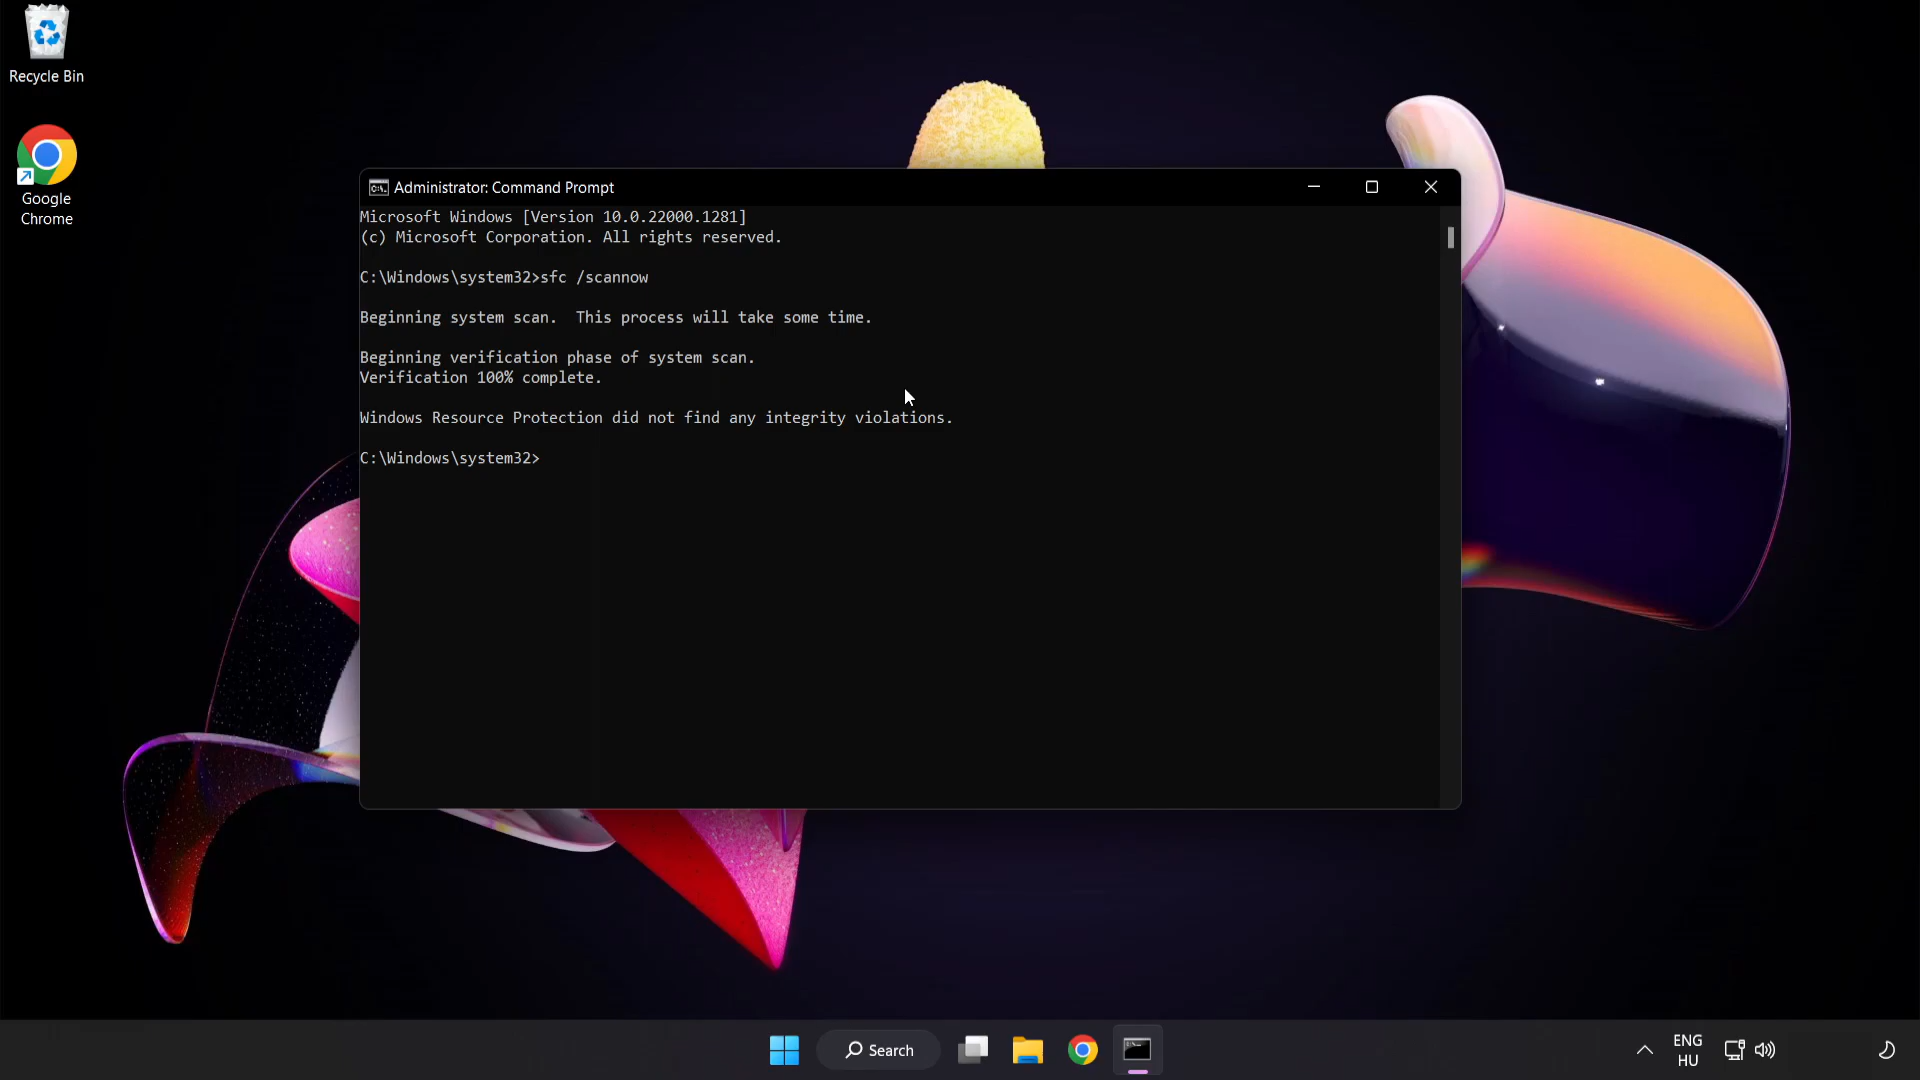 Recycle Bin
Google
Chrome
Administrator: Command Prompt
Microsoft Windows [Version 10.0.22000.1281]
(c) Microsoft Corporation. All rights reserved.
C:\Windows\system32>sfc /scannow
Beginning system scan.  This process will take some time.
Beginning verification phase of system scan.
Verification 100% complete.
Windows Resource Protection did not find any integrity violations.
C:\Windows\system32>
Search
ENG
HU